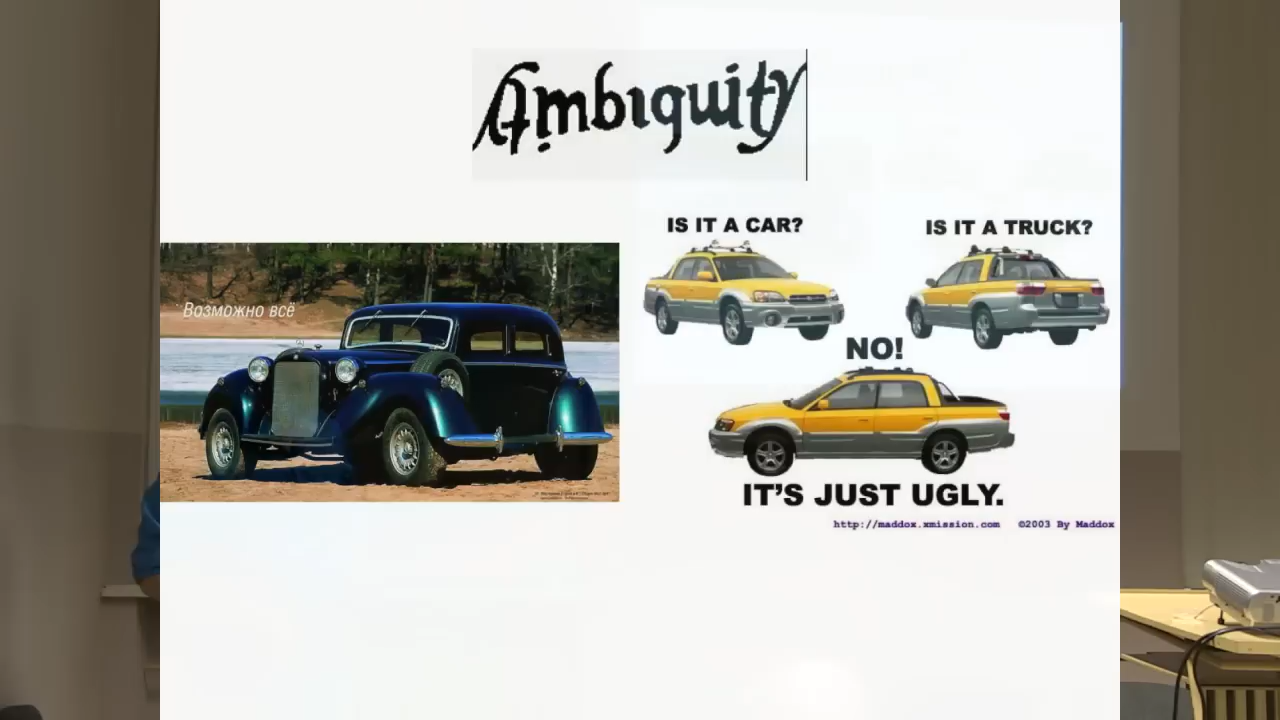 Ambiguity
IS IT A CAR?
IS IT A TRUCK?
Возможно всё
NO!
IT'S JUST UGLY.
http://maddox.xmission.com ©2003 By Maddox